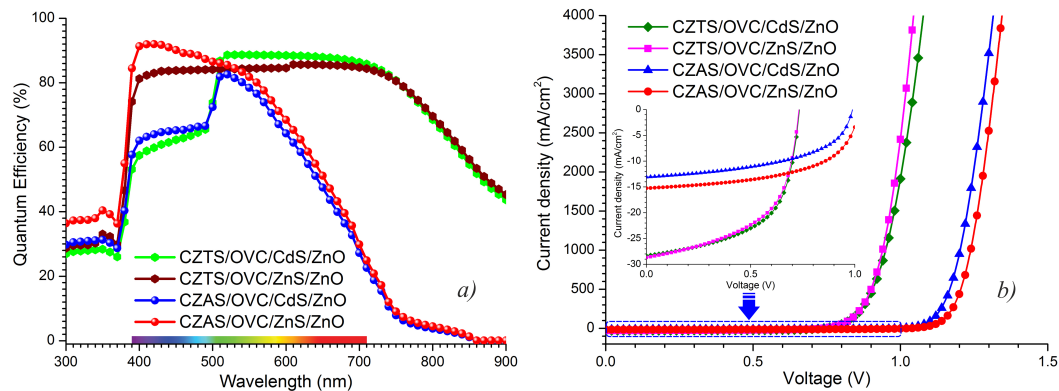 100
80
60
40
20
0
Quantum Efficiency (%)
CZTS/OVC/CdS/ZnO
CZTS/OVC/ZnS/ZnO
CZAS/OVC/CdS/ZnO
CZAS/OVC/ZnS/ZnO
a)
300 400 500 600 700 800 900
Wavelength (nm)
4000
3500
3000
2500
2000
1500
1000
500
0
Current density (mA/cm²)
CZTS/OVC/CdS/ZnO
CZTS/OVC/ZnS/ZnO
CZAS/OVC/CdS/ZnO
CZAS/OVC/ZnS/ZnO
0
-5
-10
-15
-20
-25
-30
Current density (mA/cm²)
0.0 0.5 1.0
Voltage (V)
b)
0.0 0.5 1.0 1.5
Voltage (V)